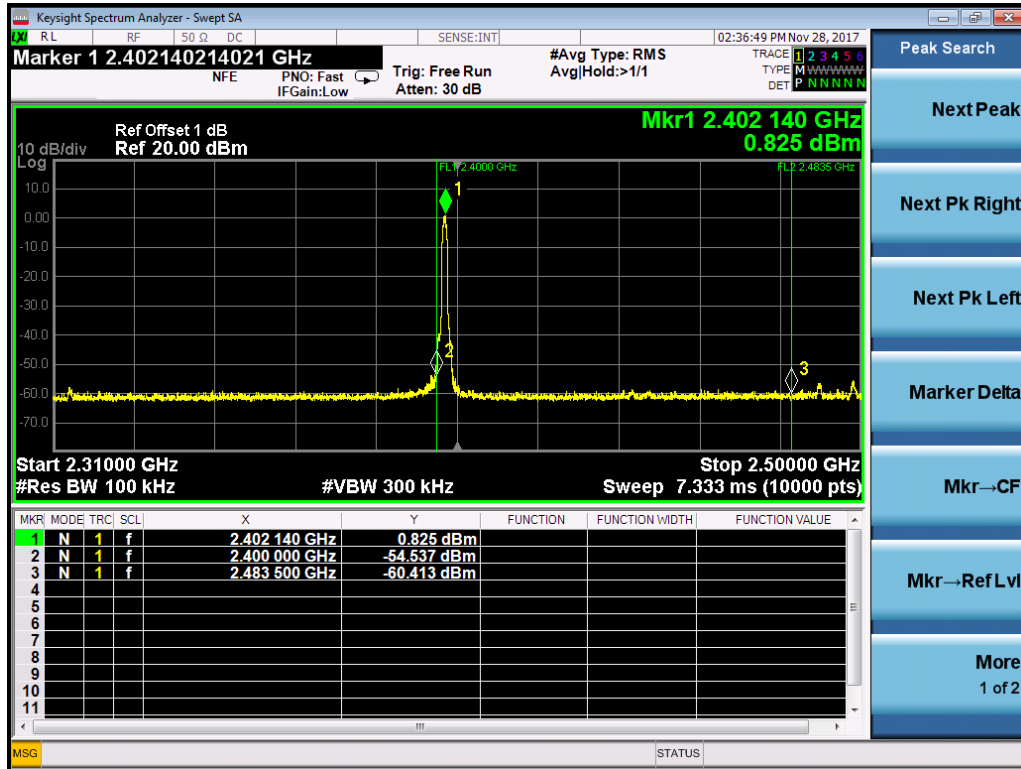 Keysight Spectrum Analyzer - Swept SA
LXI RL RF 50 Ω DC SENSE:INT 02:36:49 PM Nov 28, 2017
Marker 1 2.402140214021 GHz
NFE
PNO: Fast
IFGain:Low
Trig: Free Run
Atten: 30 dB
#Avg Type: RMS
Avg|Hold:>1/1
TRACE 1 2 3 4 5 6
TYPE M W W W W W
DET P N N N N N
Mkr1 2.402 140 GHz
0.825 dBm
Ref Offset 1 dB
Ref 20.00 dBm
10 dB/div
Log
FL1 2.4000 GHz
FL2 2.4835 GHz
10.0
0.00
-10.0
-20.0
-30.0
-40.0
-50.0
-60.0
-70.0
1
2
3
Start 2.31000 GHz
Stop 2.50000 GHz
#Res BW 100 kHz
#VBW 300 kHz
Sweep 7.333 ms (10000 pts)
MKR MODE TRC SCL X Y FUNCTION FUNCTION WIDTH FUNCTION VALUE
1 N 1 f 2.402 140 GHz 0.825 dBm
2 N 1 f 2.400 000 GHz -54.537 dBm
3 N 1 f 2.483 500 GHz -60.413 dBm
4
5
6
7
8
9
10
11
MSG
STATUS
Peak Search
Next Peak
Next Pk Right
Next Pk Left
Marker Delta
Mkr→CF
Mkr→Ref Lvl
More
1 of 2